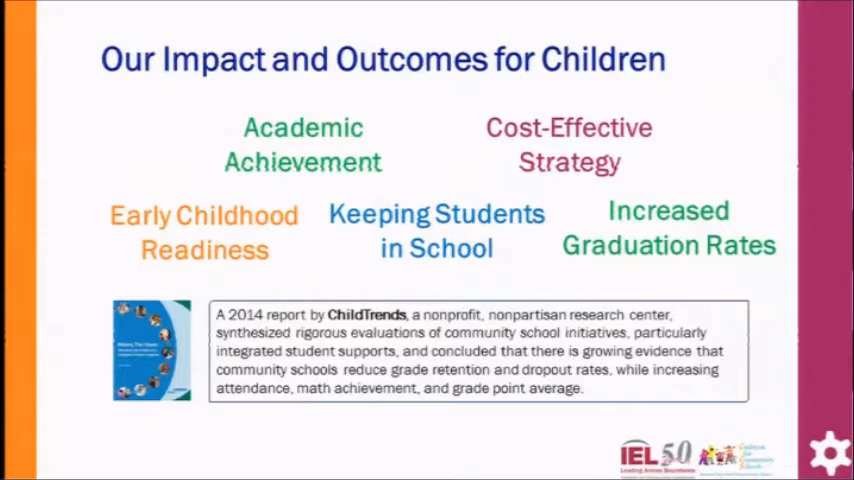 Our Impact and Outcomes for Children
Academic
Achievement
Cost-Effective
Strategy
Early Childhood
Readiness
Keeping Students
in School
Increased
Graduation Rates
A 2014 report by ChildTrends, a nonprofit, nonpartisan research center,
synthesized rigorous evaluations of community school initiatives, particularly
integrated student supports, and concluded that there is growing evidence that
community schools reduce grade retention and dropout rates, while increasing
attendance, math achievement, and grade point average.
IEL 50
Leading Across Boundaries
Coalition
for
Community
Schools